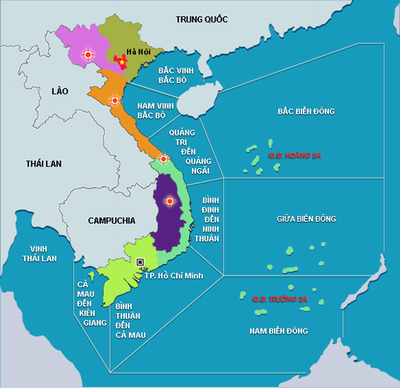 TRUNG QUỐC
Hà Nội
BẮC VỊNH
BẮC BỘ
LÀO
NAM VỊNH
BẮC BỘ
BẮC BIỂN ĐÔNG
QUẢNG
TRỊ
ĐẾN
QUẢNG
NGÃI
Q.Đ. HOÀNG SA
THÁI LAN
BÌNH
ĐỊNH
ĐẾN
NINH
THUẬN
CAMPUCHIA
GIỮA BIỂN ĐÔNG
VỊNH
THÁI LAN
TP. Hồ Chí Minh
CÀ
MAU
ĐẾN
KIÊN
GIANG
BÌNH
THUẬN
ĐẾN
CÀ MAU
Q.Đ. TRƯỜNG SA
NAM BIỂN ĐÔNG